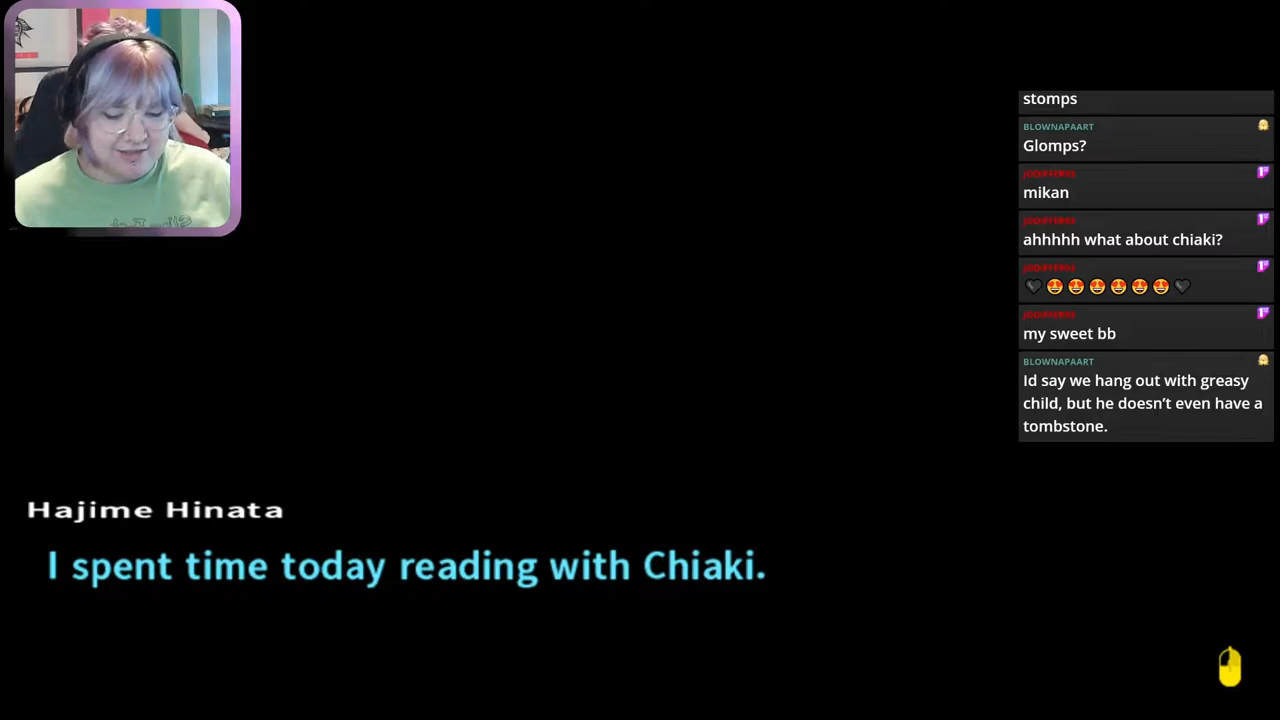 stomps
BLOWNAPAART
Glomps?
mikan
ahhhhh what about chiaki?
my sweet bb
BLOWNAPAART
Id say we hang out with greasy
child, but he doesn’t even have a
tombstone.
Hajime Hinata
I spent time today reading with Chiaki.